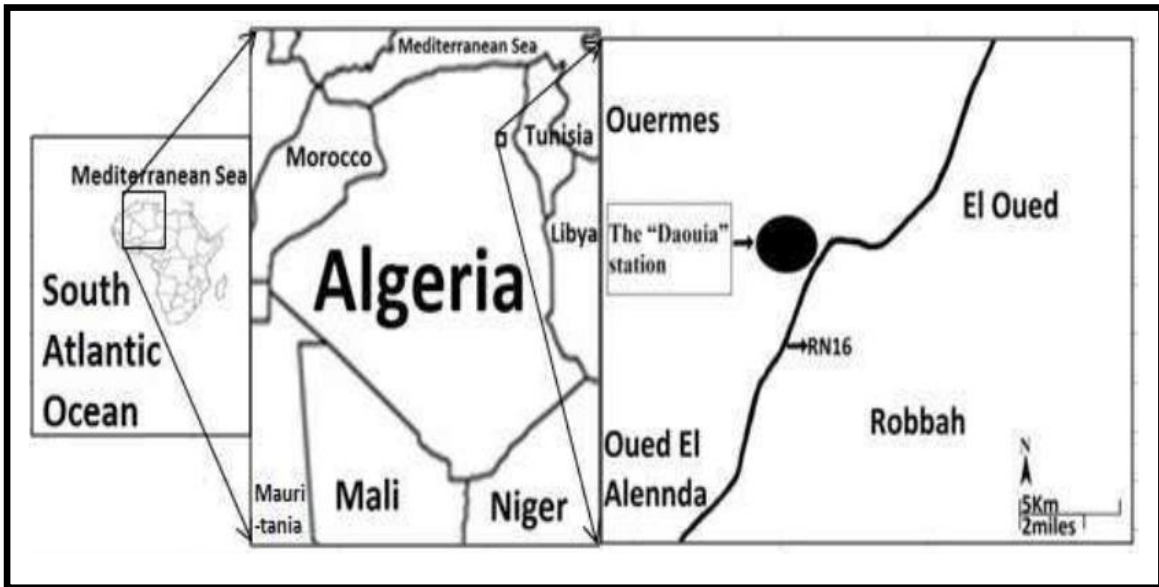 Mediterranean Sea
South
Atlantic
Ocean
Mediterranean Sea
Morocco
Tunisia
Libya
Algeria
Mauri
-tania
Mali
Niger
Ouermes
El Oued
The “Daouia”
station
RN16
Robbah
Oued El
Alennda
N
5Km
2miles